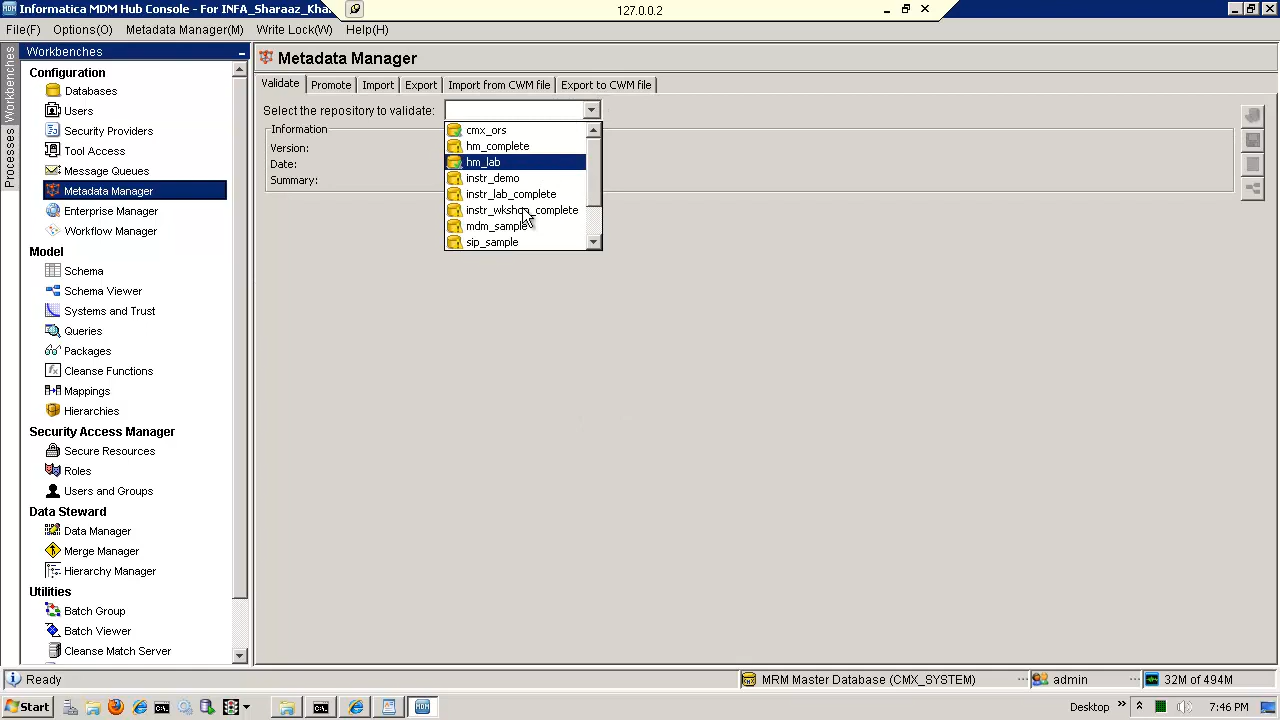 Informatica MDM Hub Console - For INFA_Sharaaz_Kha
127.0.0.2
File(F) Options(O) Metadata Manager(M) Write Lock(W) Help(H)
Workbenches
Processes
Workbenches
Configuration
Databases
Users
Security Providers
Tool Access
Message Queues
Metadata Manager
Enterprise Manager
Workflow Manager
Model
Schema
Schema Viewer
Systems and Trust
Queries
Packages
Cleanse Functions
Mappings
Hierarchies
Security Access Manager
Secure Resources
Roles
Users and Groups
Data Steward
Data Manager
Merge Manager
Hierarchy Manager
Utilities
Batch Group
Batch Viewer
Cleanse Match Server
Metadata Manager
Validate Promote Import Export Import from CWM file Export to CWM file
Select the repository to validate:
Information
Version:
Date:
Summary:
cmx_ors
hm_complete
hm_lab
instr_demo
instr_lab_complete
instr_wkshop_complete
mdm_sample
sip_sample
Ready
MRM Master Database (CMX_SYSTEM)
admin
32M of 494M
Start
Desktop
7:46 PM